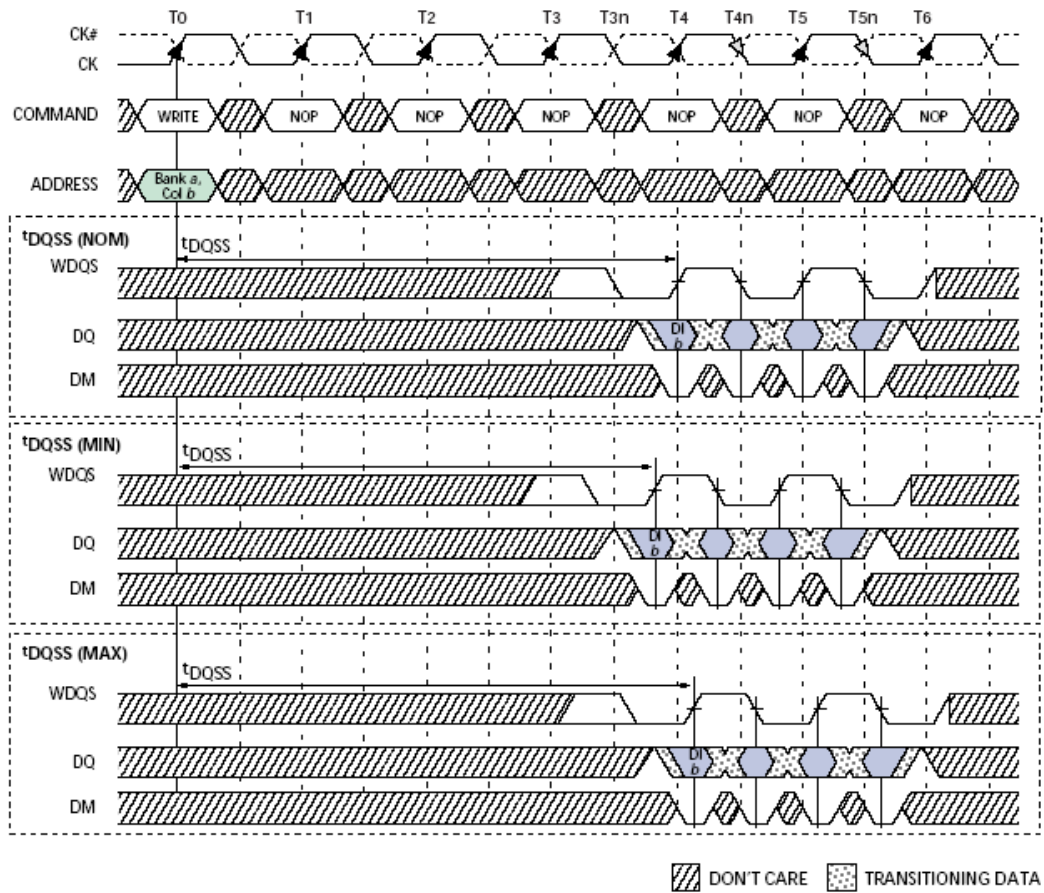 T0 T1 T2 T3 T3n T4 T4n T5 T5n T6
CK#
CK
COMMAND WRITE NOP NOP NOP NOP NOP NOP
ADDRESS Bank a,
Col b
tDQSS (NOM)
tDQSS
WDQS
DQ DI
b
DM
tDQSS (MIN)
tDQSS
WDQS
DQ DI
b
DM
tDQSS (MAX)
tDQSS
WDQS
DQ DI
b
DM
DON'T CARE TRANSITIONING DATA